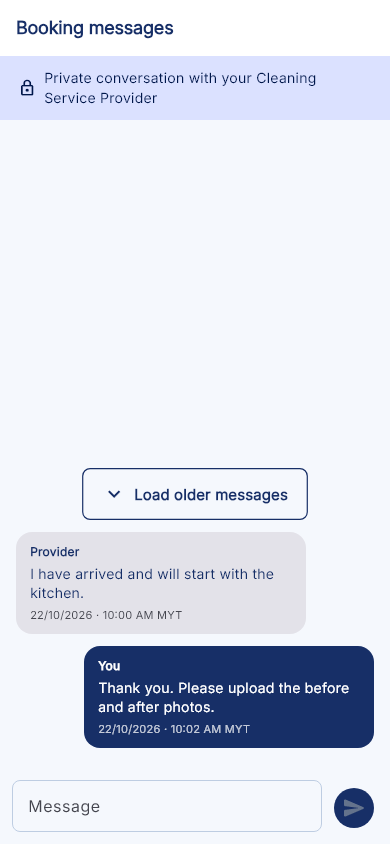 Booking messages
Private conversation with your Cleaning
Service Provider
Load older messages
Provider
I have arrived and will start with the
kitchen.
22/10/2026 · 10:00 AM MYT
You
Thank you. Please upload the before
and after photos.
22/10/2026 · 10:02 AM MYT
Message